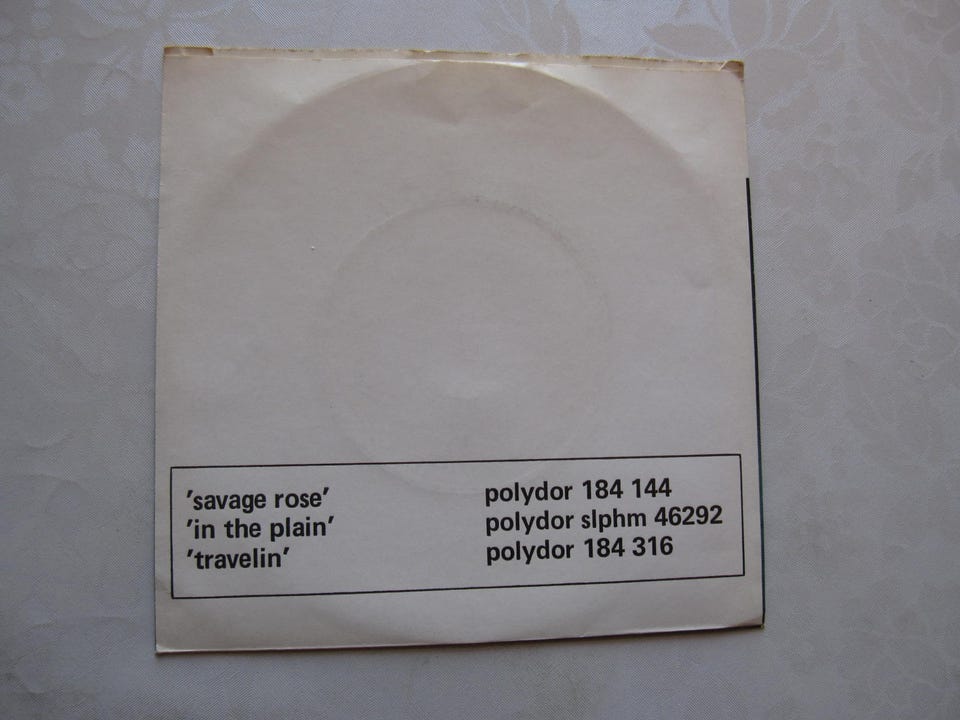 'savage rose' polydor 184 144
'in the plain' polydor slphm 46292
'travelin' polydor 184 316